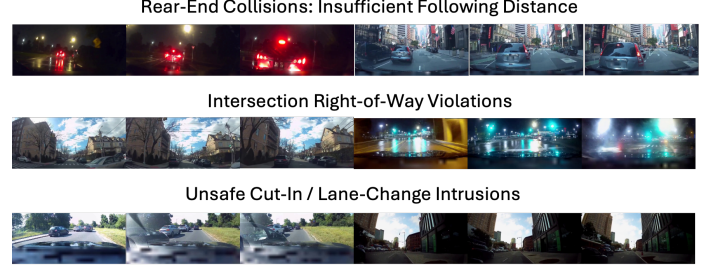 Rear-End Collisions: Insufficient Following Distance
Intersection Right-of-Way Violations
Unsafe Cut-In / Lane-Change Intrusions